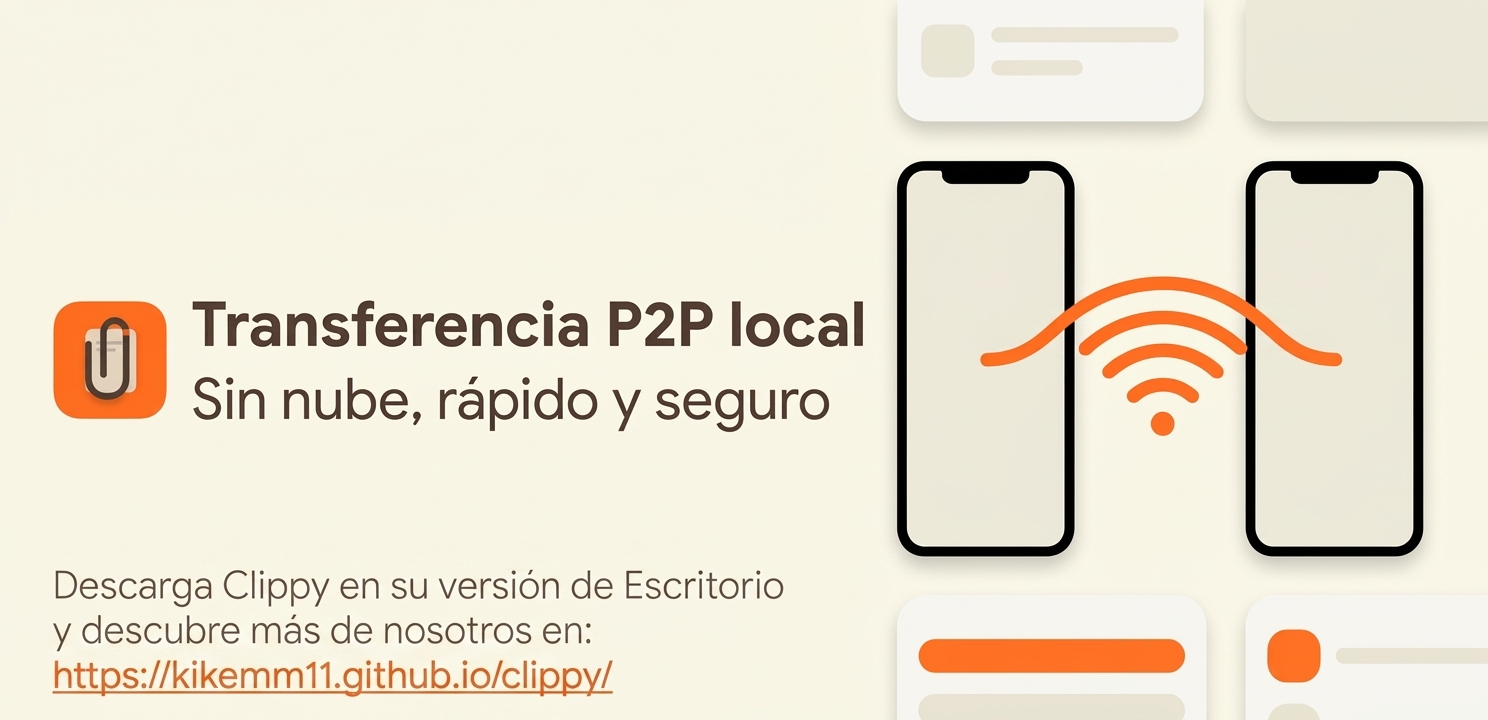 Transferencia P2P local
Sin nube, rápido y seguro
Descarga Clippy en su versión de Escritorio
y descubre más de nosotros en:
https://kikemm11.github.io/clippy/